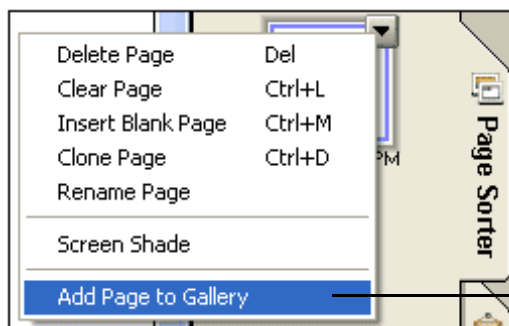 Delete Page Del
Clear Page Ctrl+L
Insert Blank Page Ctrl+M
Clone Page Ctrl+D
Rename Page
Screen Shade
Add Page to Gallery
PM
Page Sorter